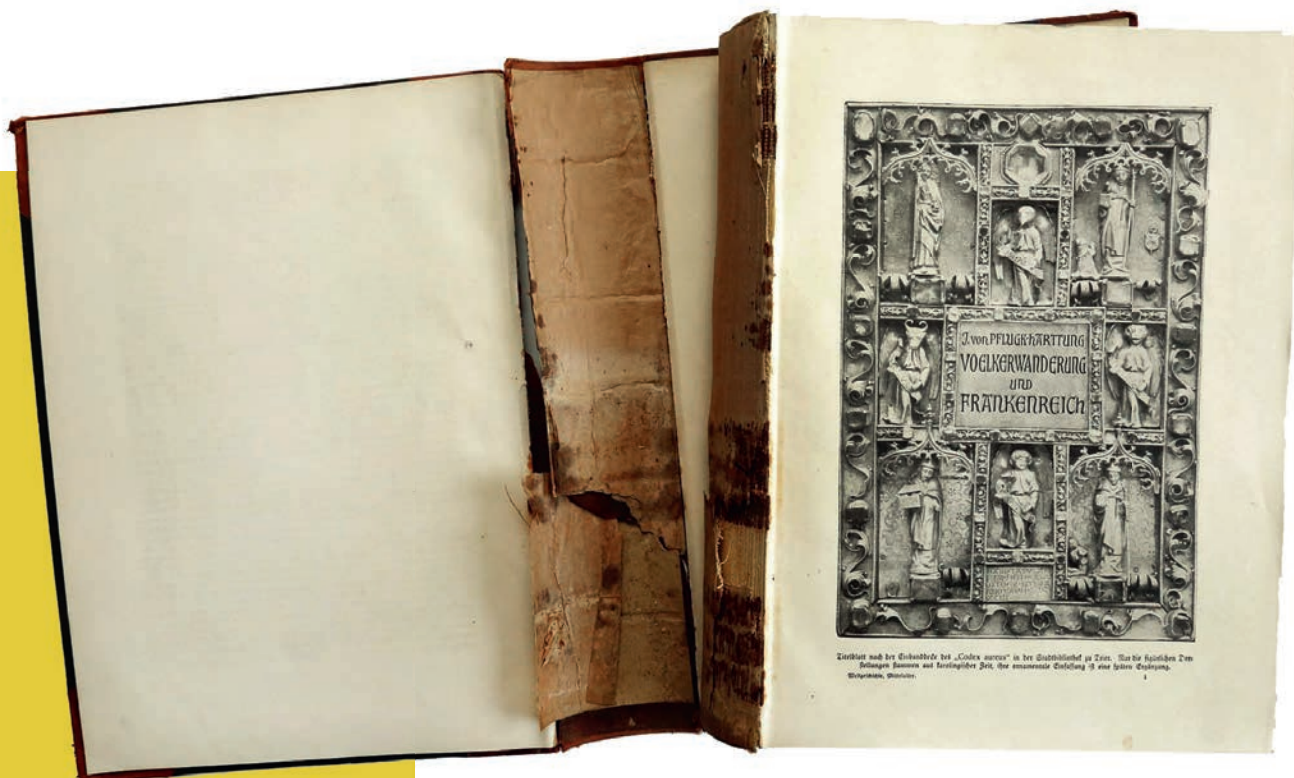 J. von PFLUGK-HARTTUNG
VOELKERWANDERUNG
UND
FRANKENREICH
Titelblatt nach der Einbanddecke des „Codex aureus“ in der Stadtbibliothek zu Trier. Nur die figürlichen Dar-
stellungen stammen aus karolingischer Zeit, ihre ornamentale Einfassung ist eine spätere Ergänzung.
Weltgeschichte, Mittelalter.
1